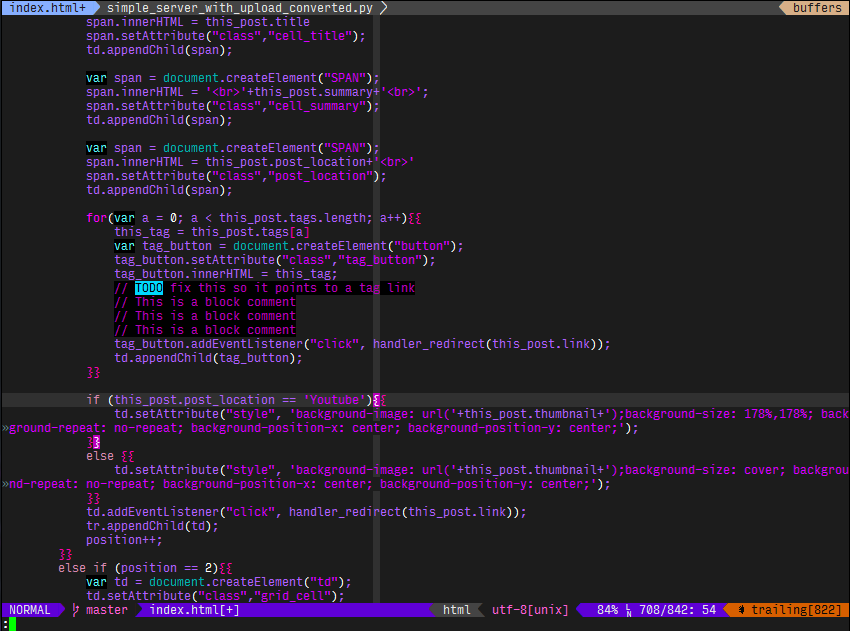 index.html+ simple_server_with_upload_converted.py buffers
span.innerHTML = this_post.title
span.setAttribute("class","cell_title");
td.appendChild(span);
var span = document.createElement("SPAN");
span.innerHTML = '<br>'+this_post.summary+'<br>';
span.setAttribute("class","cell_summary");
td.appendChild(span);
var span = document.createElement("SPAN");
span.innerHTML = this_post.post_location+'<br>'
span.setAttribute("class","post_location");
td.appendChild(span);
for(var a = 0; a < this_post.tags.length; a++){{
this_tag = this_post.tags[a]
var tag_button = document.createElement("button");
tag_button.setAttribute("class","tag_button");
tag_button.innerHTML = this_tag;
// TODO fix this so it points to a tag link
// This is a block comment
// This is a block comment
// This is a block comment
tag_button.addEventListener("click", handler_redirect(this_post.link));
td.appendChild(tag_button);
}}
if (this_post.post_location == 'Youtube'){{
td.setAttribute("style", 'background-image: url('+this_post.thumbnail+');background-size: 178%,178%; back
»ground-repeat: no-repeat; background-position-x: center; background-position-y: center;');
}}
else {{
td.setAttribute("style", 'background-image: url('+this_post.thumbnail+');background-size: cover; backgrou
»nd-repeat: no-repeat; background-position-x: center; background-position-y: center;');
}}
td.addEventListener("click", handler_redirect(this_post.link));
tr.appendChild(td);
position++;
}}
else if (position == 2){{
var td = document.createElement("td");
td.setAttribute("class","grid_cell");
NORMAL master index.html[+] html utf-8[unix] 84% 708/842: 54 trailing[822]
: